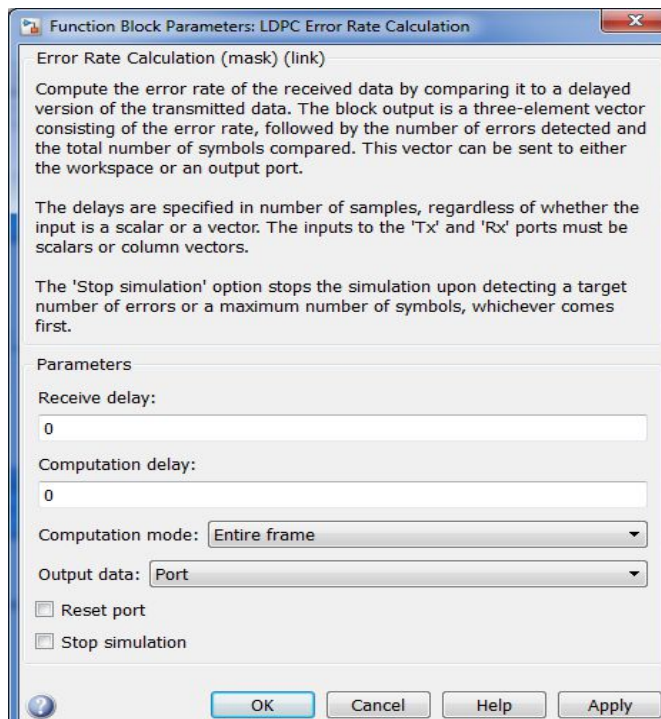 Function Block Parameters: LDPC Error Rate Calculation
Error Rate Calculation (mask) (link)
Compute the error rate of the received data by comparing it to a delayed
version of the transmitted data. The block output is a three-element vector
consisting of the error rate, followed by the number of errors detected and
the total number of symbols compared. This vector can be sent to either
the workspace or an output port.
The delays are specified in number of samples, regardless of whether the
input is a scalar or a vector. The inputs to the 'Tx' and 'Rx' ports must be
scalars or column vectors.
The 'Stop simulation' option stops the simulation upon detecting a target
number of errors or a maximum number of symbols, whichever comes
first.
Parameters
Receive delay:
0
Computation delay:
0
Computation mode: Entire frame
Output data: Port
Reset port
Stop simulation
? OK Cancel Help Apply